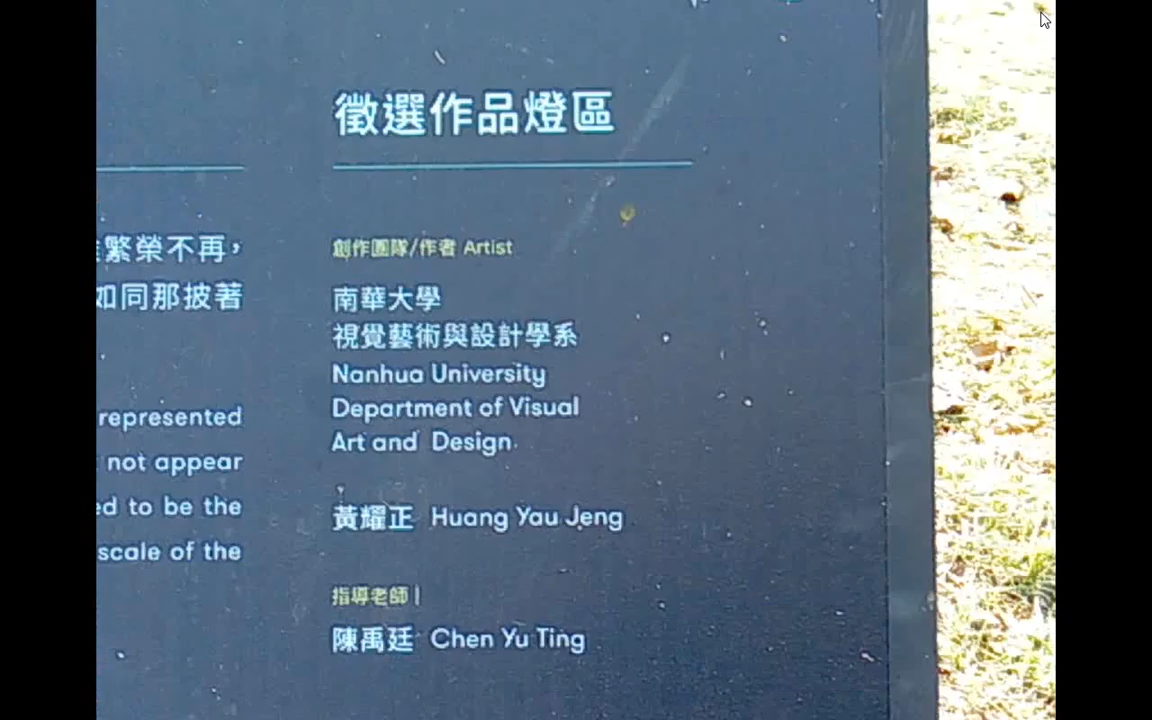 徵選作品燈區
繁榮不再，
如同那披著
represented
not appear
to be the
scale of the
創作團隊/作者 Artist
南華大學
視覺藝術與設計學系
Nanhua University
Department of Visual
Art and Design
黃耀正 Huang Yau Jeng
指導老師 |
陳禹廷 Chen Yu Ting